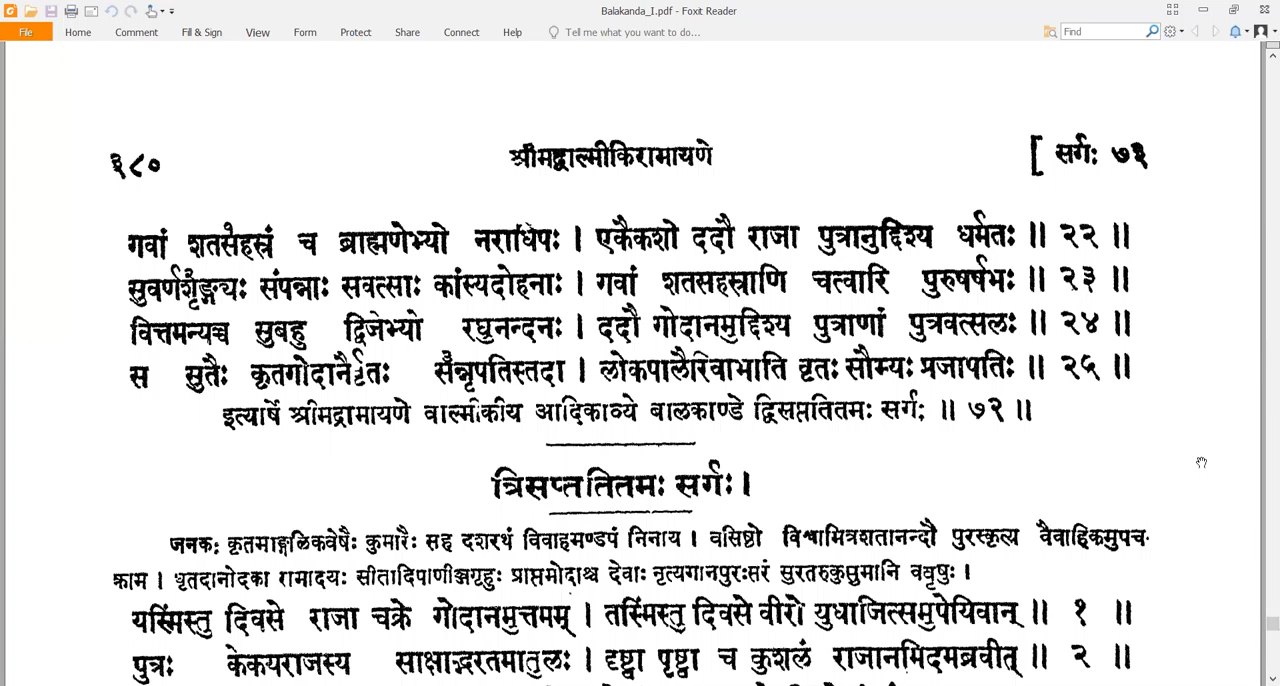 Balakanda_I.pdf - Foxit Reader
File Home Comment Fill & Sign View Form Protect Share Connect Help Tell me what you want to do... Find
३८० श्रीमद्वाल्मीकिरामायणे [ सर्गः ७३
गवां शतसहस्रं च ब्राह्मणेभ्यो नराधिपः । एकैकशो ददौ राजा पुत्रानुद्दिश्य धर्मतः ॥ २२ ॥
सुवर्णशृङ्ग्यः संपन्नाः सवत्साः कांस्यदोहनाः । गवां शतसहस्राणि चत्वारि पुरुषर्षभः ॥ २३ ॥
वित्तमन्यच्च सुबहु द्विजेभ्यो रघुनन्दनः । ददौ गोदानमुद्दिश्य पुत्राणां पुत्रवत्सलः ॥ २४ ॥
स सुतैः कृतगोदानैर्वृतः सन्नृपतिस्तदा । लोकपालैरिवाभाति वृतः सौम्यः प्रजापतिः ॥ २५ ॥
इत्यार्षे श्रीमद्रामायणे वाल्मीकीय आदिकाव्ये बालकाण्डे द्विसप्ततितमः सर्गः ॥ ७२ ॥
त्रिसप्ततितमः सर्गः ।
जनकः कृतमाङ्गलिकवेषैः कुमारैः सह दशरथं विवाहमण्डपं निनाय । वसिष्ठो विश्वामित्रशतानन्दौ पुरस्कृत्य वैवाहिकमुपच-
क्राम । धृतदानोदका रामादयः सीतादिपाणीञ्जगृहुः प्राप्तमोदाश्च देवाः नृत्यगानपुरःसरं सुरतरुकुसुमानि ववृषुः ।
यस्मिंस्तु दिवसे राजा चक्रे गोदानमुत्तमम् । तस्मिंस्तु दिवसे वीरो युधाजित्समुपेयिवान् ॥ १ ॥
पुत्रः केकयराजस्य साक्षाद्भरतमातुलः । दृष्ट्वा पृष्ट्वा च कुशलं राजानमिदमब्रवीत् ॥ २ ॥